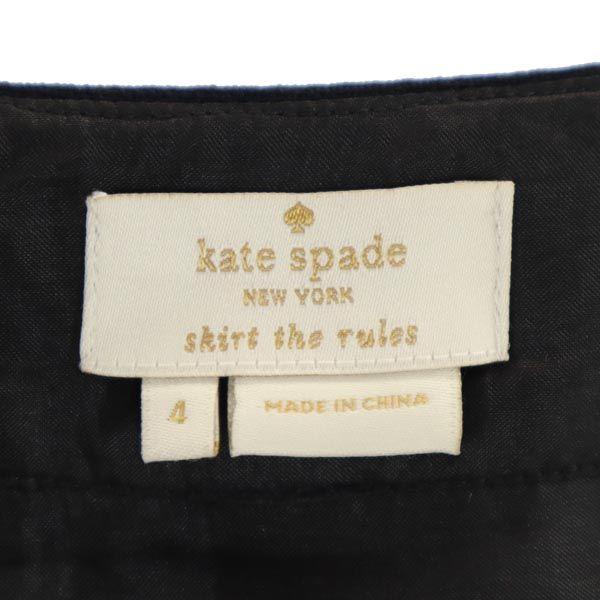 kate spade
NEW YORK
skirt the rules
4
MADE IN CHINA